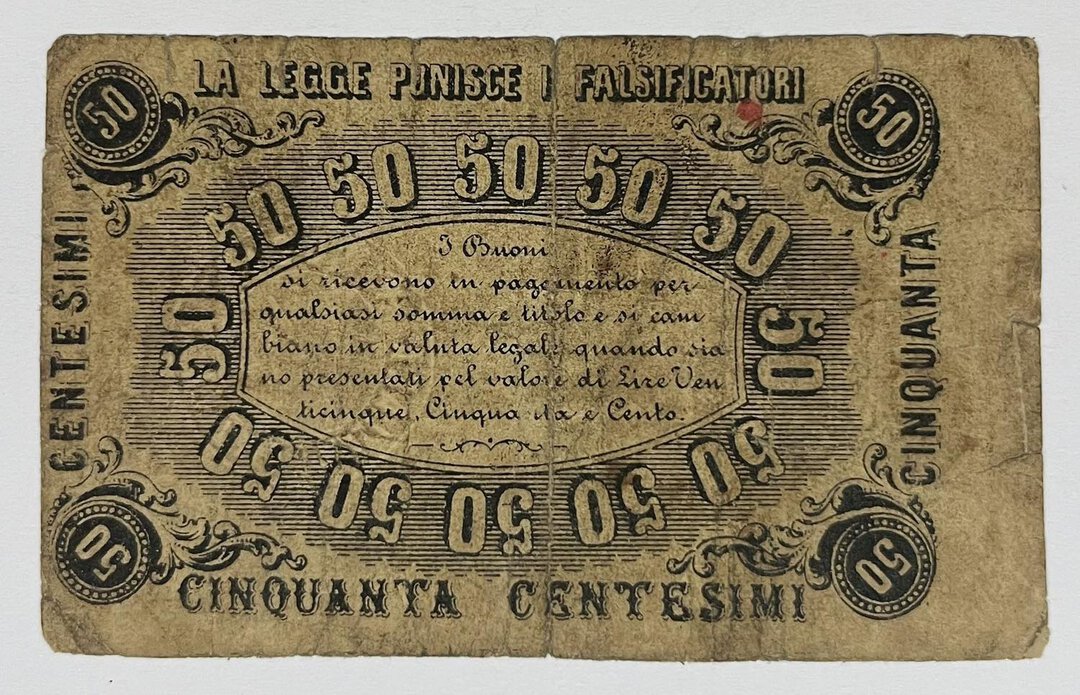 LA LEGGE PUNISCE I FALSIFICATORI
50
50
50 50 50 50 50
50
50
50 50 50 50 50
50
50
CENTESIMI
CINQUANTA
I Buoni
si ricevono in pagamento per
qualsiasi somma e titolo e si cam
biano in valuta legale quando sia
no presentati pel valore di Lire Ven
ticinque, Cinquanta e Cento.
CINQUANTA CENTESIMI